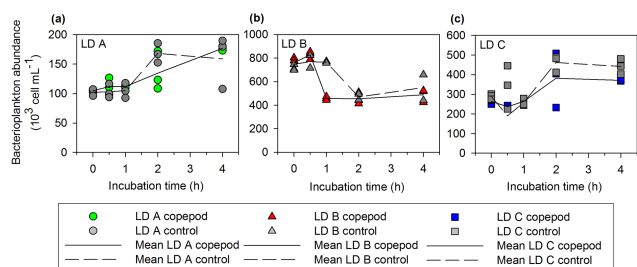 (a)
(b)
(c)
LD A
LD B
LD C
Bacterioplankton abundance
(10³ cell mL⁻¹)
200
150
100
50
0
1000
800
600
400
200
0
600
500
400
300
200
100
0
0 1 2 3 4
0 1 2 3 4
0 1 2 3 4
Incubation time (h)
Incubation time (h)
Incubation time (h)
LD A copepod
LD B copepod
LD C copepod
LD A control
LD B control
LD C control
Mean LD A copepod
Mean LD B copepod
Mean LD C copepod
Mean LD A control
Mean LD B control
Mean LD C control